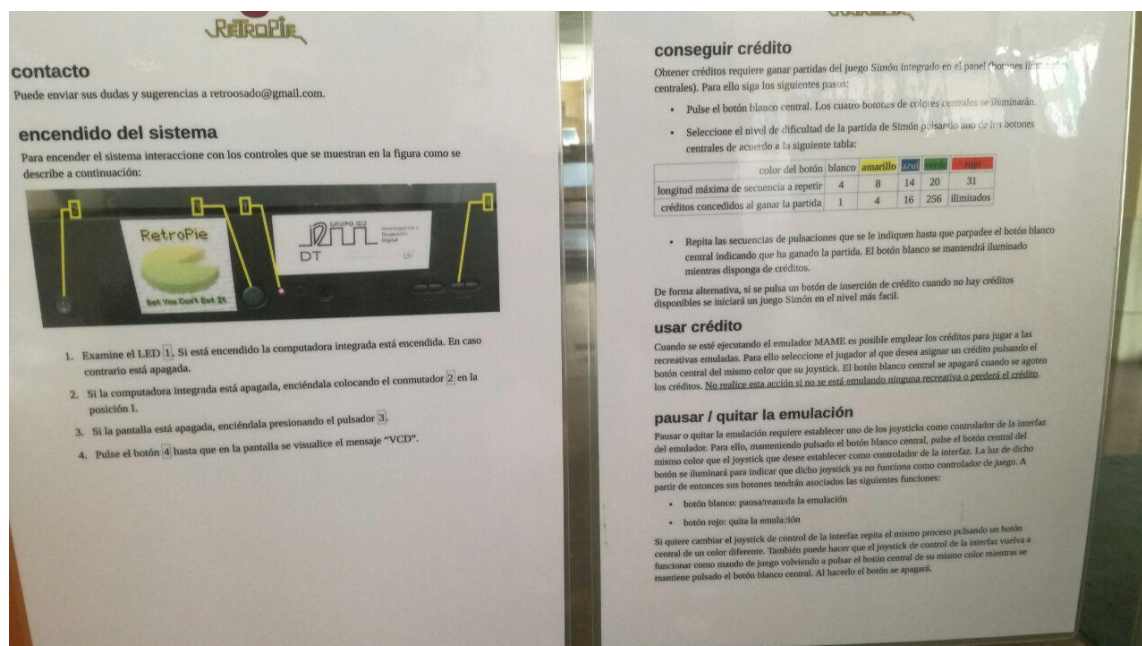 RETROPIE
contacto
Puede enviar sus dudas y sugerencias a retroosado@gmail.com.
encendido del sistema
Para encender el sistema interaccione con los controles que se muestran en la figura como se
describe a continuación:
RetroPie
But You Can't Eat It
GRUPO ID2
Investigación y
Desarrollo
Digital
DT
1. Examine el LED 1. Si está encendido la computadora integrada está encendida. En caso
contrario está apagada.
2. Si la computadora integrada está apagada, enciéndala colocando el conmutador 2 en la
posición 1.
3. Si la pantalla está apagada, enciéndala presionando el pulsador 3.
4. Pulse el botón 4 hasta que en la pantalla se visualice el mensaje “VCD”.
conseguir crédito
Obtener créditos requiere ganar partidas del juego Simón integrado en el panel (botones
centrales). Para ello siga los siguientes pasos:
• Pulse el botón blanco central. Los cuatro botones de colores centrales se iluminarán.
• Seleccione el nivel de dificultad de la partida de Simón pulsando uno de los botones
centrales de acuerdo a la siguiente tabla:
color del botón blanco amarillo azul verde rojo
longitud máxima de secuencia a repetir 4 8 14 20 31
créditos concedidos al ganar la partida 1 4 16 256 ilimitados
• Repita las secuencias de pulsaciones que se le indiquen hasta que parpadee el botón blanco
central indicando que ha ganado la partida. El botón blanco se mantendrá iluminado
mientras disponga de créditos.
De forma alternativa, si se pulsa un botón de inserción de crédito cuando no hay créditos
disponibles se iniciará un juego Simón en el nivel más facil.
usar crédito
Cuando se esté ejecutando el emulador MAME es posible emplear los créditos para jugar a las
recreativas emuladas. Para ello seleccione el jugador al que desea asignar un crédito pulsando el
botón central del mismo color que su joystick. El botón blanco central se apagará cuando se agoten
los créditos. No realice esta acción si no se está emulando ninguna recreativa o perderá el crédito.
pausar / quitar la emulación
Pausar o quitar la emulación requiere establecer uno de los joysticks como controlador de la interfaz
del emulador. Para ello, manteniendo pulsado el botón blanco central, pulse el botón central del
mismo color que el joystick que desee establecer como controlador de la interfaz. La luz de dicho
botón se iluminará para indicar que dicho joystick ya no funciona como controlador de juego. A
partir de entonces sus botones tendrán asociados las siguientes funciones:
• botón blanco: pausa/reanuda la emulación
• botón rojo: quita la emulación
Si quiere cambiar el joystick de control de la interfaz repita el mismo proceso pulsando un botón
central de un color diferente. También puede hacer que el joystick de control de la interfaz vuelva a
funcionar como mando de juego volviendo a pulsar el botón central de su mismo color mientras se
mantiene pulsado el botón blanco central. Al hacerlo el botón se apagará.